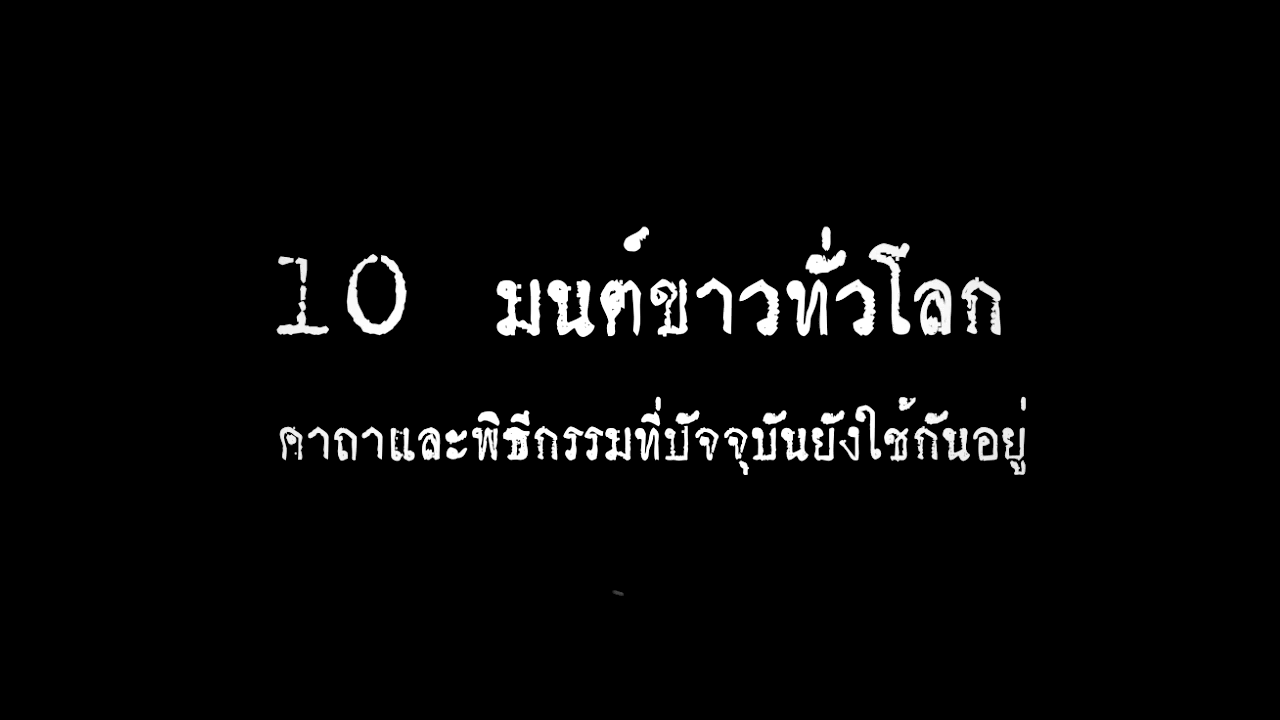 10 มนต์ขาวทั่วโลก
คาถาและพิธีกรรมที่ปัจจุบันยังใช้กันอยู่